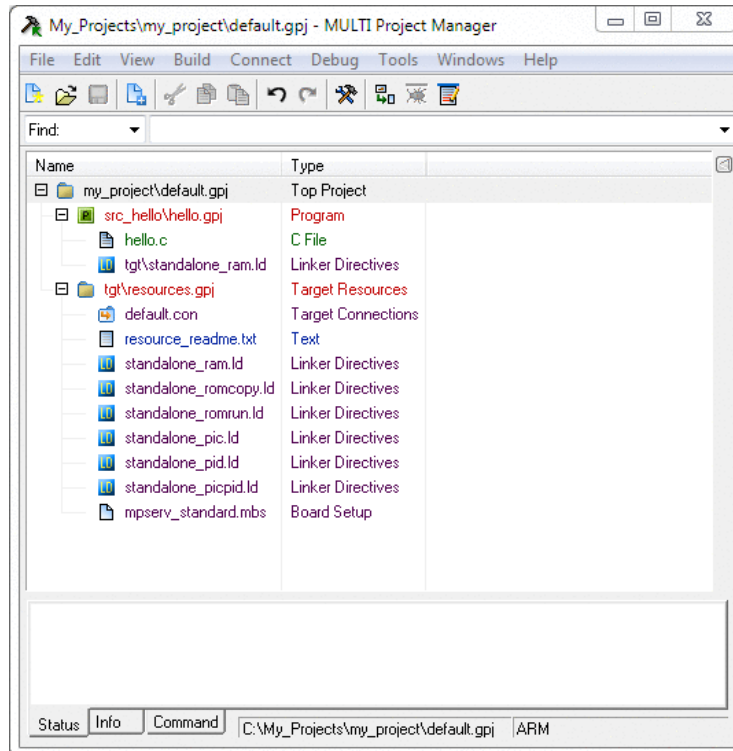 My_Projects\my_project\default.gpj - MULTI Project Manager
File Edit View Build Connect Debug Tools Windows Help
Find:
Name Type
my_project\default.gpj Top Project
src_hello\hello.gpj Program
hello.c C File
tgt\standalone_ram.ld Linker Directives
tgt\resources.gpj Target Resources
default.con Target Connections
resource_readme.txt Text
standalone_ram.ld Linker Directives
standalone_romcopy.ld Linker Directives
standalone_romrun.ld Linker Directives
standalone_pic.ld Linker Directives
standalone_pid.ld Linker Directives
standalone_picpid.ld Linker Directives
mpserv_standard.mbs Board Setup
Status Info Command C:\My_Projects\my_project\default.gpj ARM